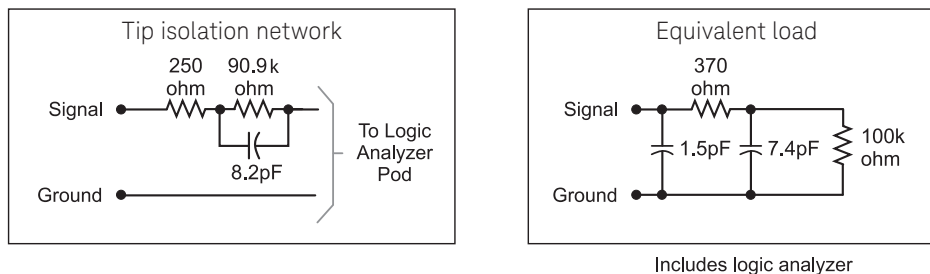 Tip isolation network
250
ohm
90.9k
ohm
Signal
8.2pF
Ground
To Logic
Analyzer
Pod
Equivalent load
370
ohm
Signal
1.5pF
7.4pF
100k
ohm
Ground
Includes logic analyzer